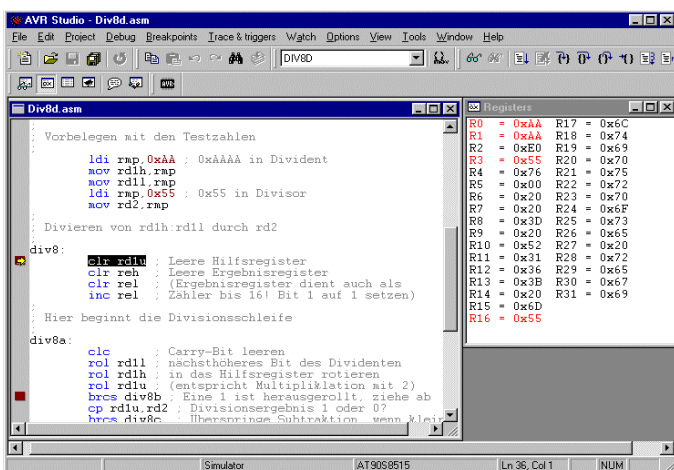 AVR Studio - Div8d.asm
File Edit Project Debug Breakpoints Trace & triggers Watch Options View Tools Window Help
DIV8D
AVR
Div8d.asm
;
; Vorbelegen mit den Testzahlen
;
ldi rmp,0xAA ; 0xAAAA in Divident
mov rd1h,rmp
mov rd1l,rmp
ldi rmp,0x55 ; 0x55 in Divisor
mov rd2,rmp
;
; Divieren von rd1h:rd1l durch rd2
;
div8:
clr rd1u ; Leere Hilfsregister
clr reh ; Leere Ergebnisregister
clr rel ; (Ergebnisregister dient auch als
inc rel ; Zähler bis 16! Bit 1 auf 1 setzen)
;
; Hier beginnt die Divisionsschleife
;
div8a:
clc ; Carry-Bit leeren
rol rd1l ; nächsthöheres Bit des Dividenten
rol rd1h ; in das Hilfsregister rotieren
rol rd1u ; (entspricht Multipliklation mit 2)
brcs div8b ; Eine 1 ist herausgerollt, ziehe ab
cp rd1u,rd2 ; Divisionsergebnis 1 oder 0?
brcs div8c ; Überspringe Subtraktion, wenn klein
Registers
R0 = 0xAA R17 = 0x6C
R1 = 0xAA R18 = 0x74
R2 = 0xE0 R19 = 0x69
R3 = 0x55 R20 = 0x70
R4 = 0x76 R21 = 0x75
R5 = 0x00 R22 = 0x72
R6 = 0x20 R23 = 0x70
R7 = 0x20 R24 = 0x6F
R8 = 0x3D R25 = 0x73
R9 = 0x20 R26 = 0x65
R10 = 0x52 R27 = 0x20
R11 = 0x31 R28 = 0x72
R12 = 0x36 R29 = 0x65
R13 = 0x3B R30 = 0x67
R14 = 0x20 R31 = 0x69
R15 = 0x6D
R16 = 0x55
Simulator AT90S8515 Ln 36, Col 1 NUM